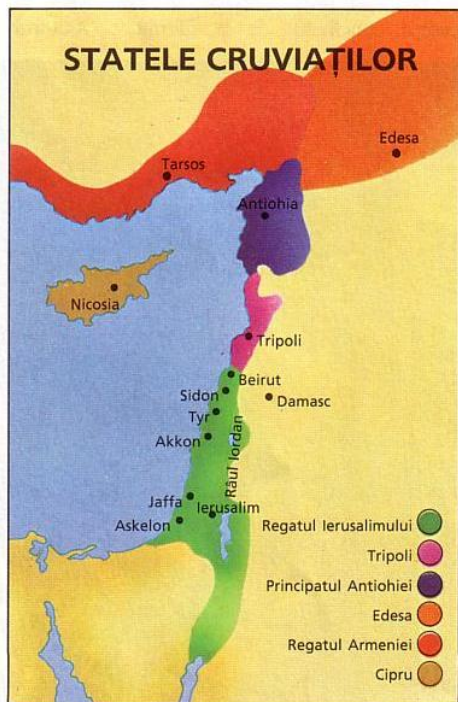 STATELE CRUVIAȚILOR
Edesa
Tarsos
Antiohia
Nicosia
Tripoli
Beirut
Sidon
Damasc
Tyr
Akkon
Râul Iordan
Jaffa
Ierusalim
Askelon
Regatul Ierusalimului
Tripoli
Principatul Antiohiei
Edesa
Regatul Armeniei
Cipru